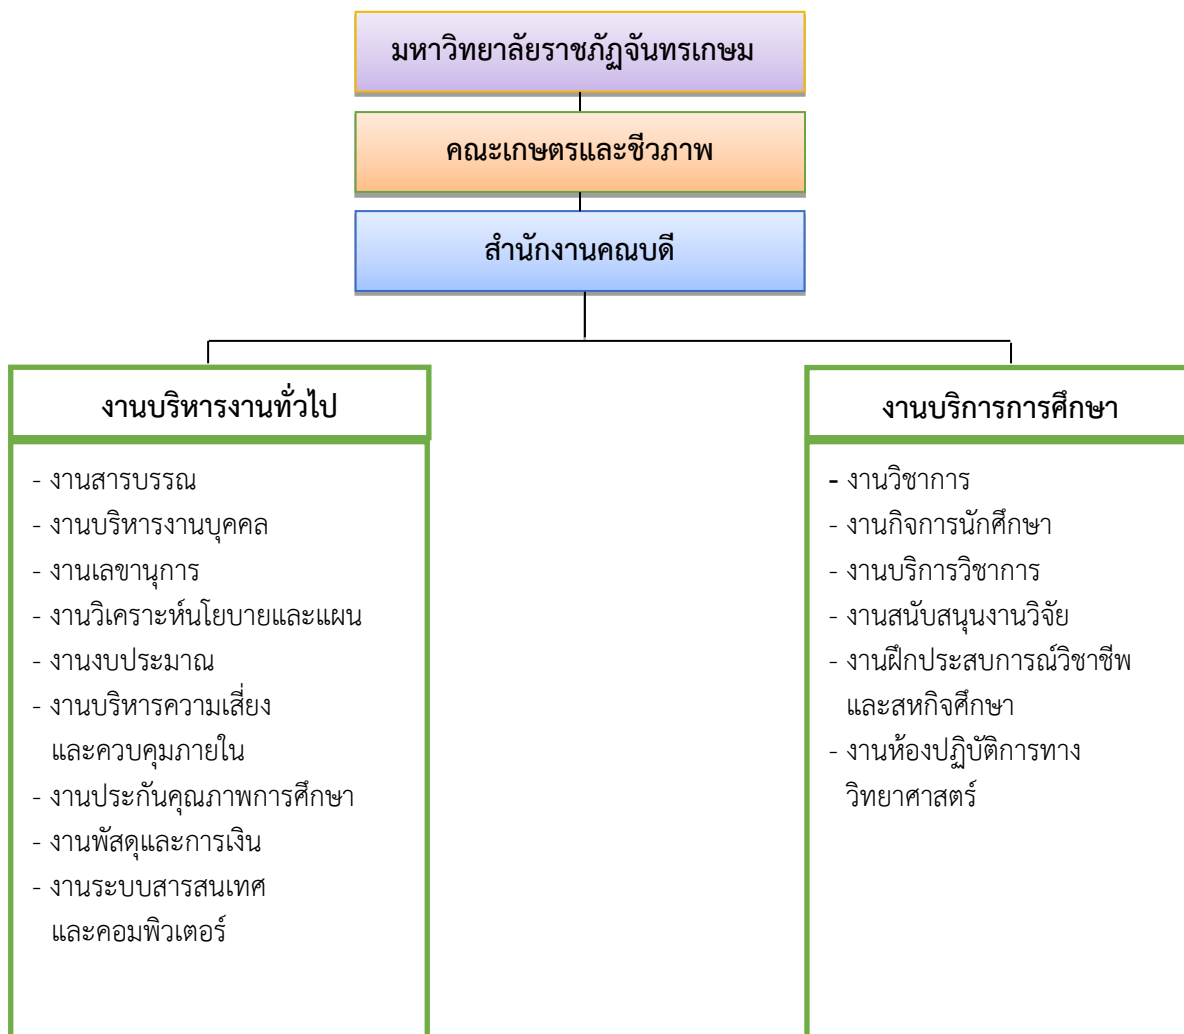 มหาวิทยาลัยราชภัฏจันทรเกษม
คณะเกษตรและชีวภาพ
สำนักงานคณบดี
งานบริหารงานทั่วไป
- งานสารบรรณ
- งานบริหารงานบุคคล
- งานเลขานุการ
- งานวิเคราะห์นโยบายและแผน
- งานงบประมาณ
- งานบริหารความเสี่ยง
และควบคุมภายใน
- งานประกันคุณภาพการศึกษา
- งานพัสดุและการเงิน
- งานระบบสารสนเทศ
และคอมพิวเตอร์
งานบริการการศึกษา
- งานวิชาการ
- งานกิจการนักศึกษา
- งานบริการวิชาการ
- งานสนับสนุนงานวิจัย
- งานฝึกประสบการณ์วิชาชีพ
และสหกิจศึกษา
- งานห้องปฏิบัติการทาง
วิทยาศาสตร์